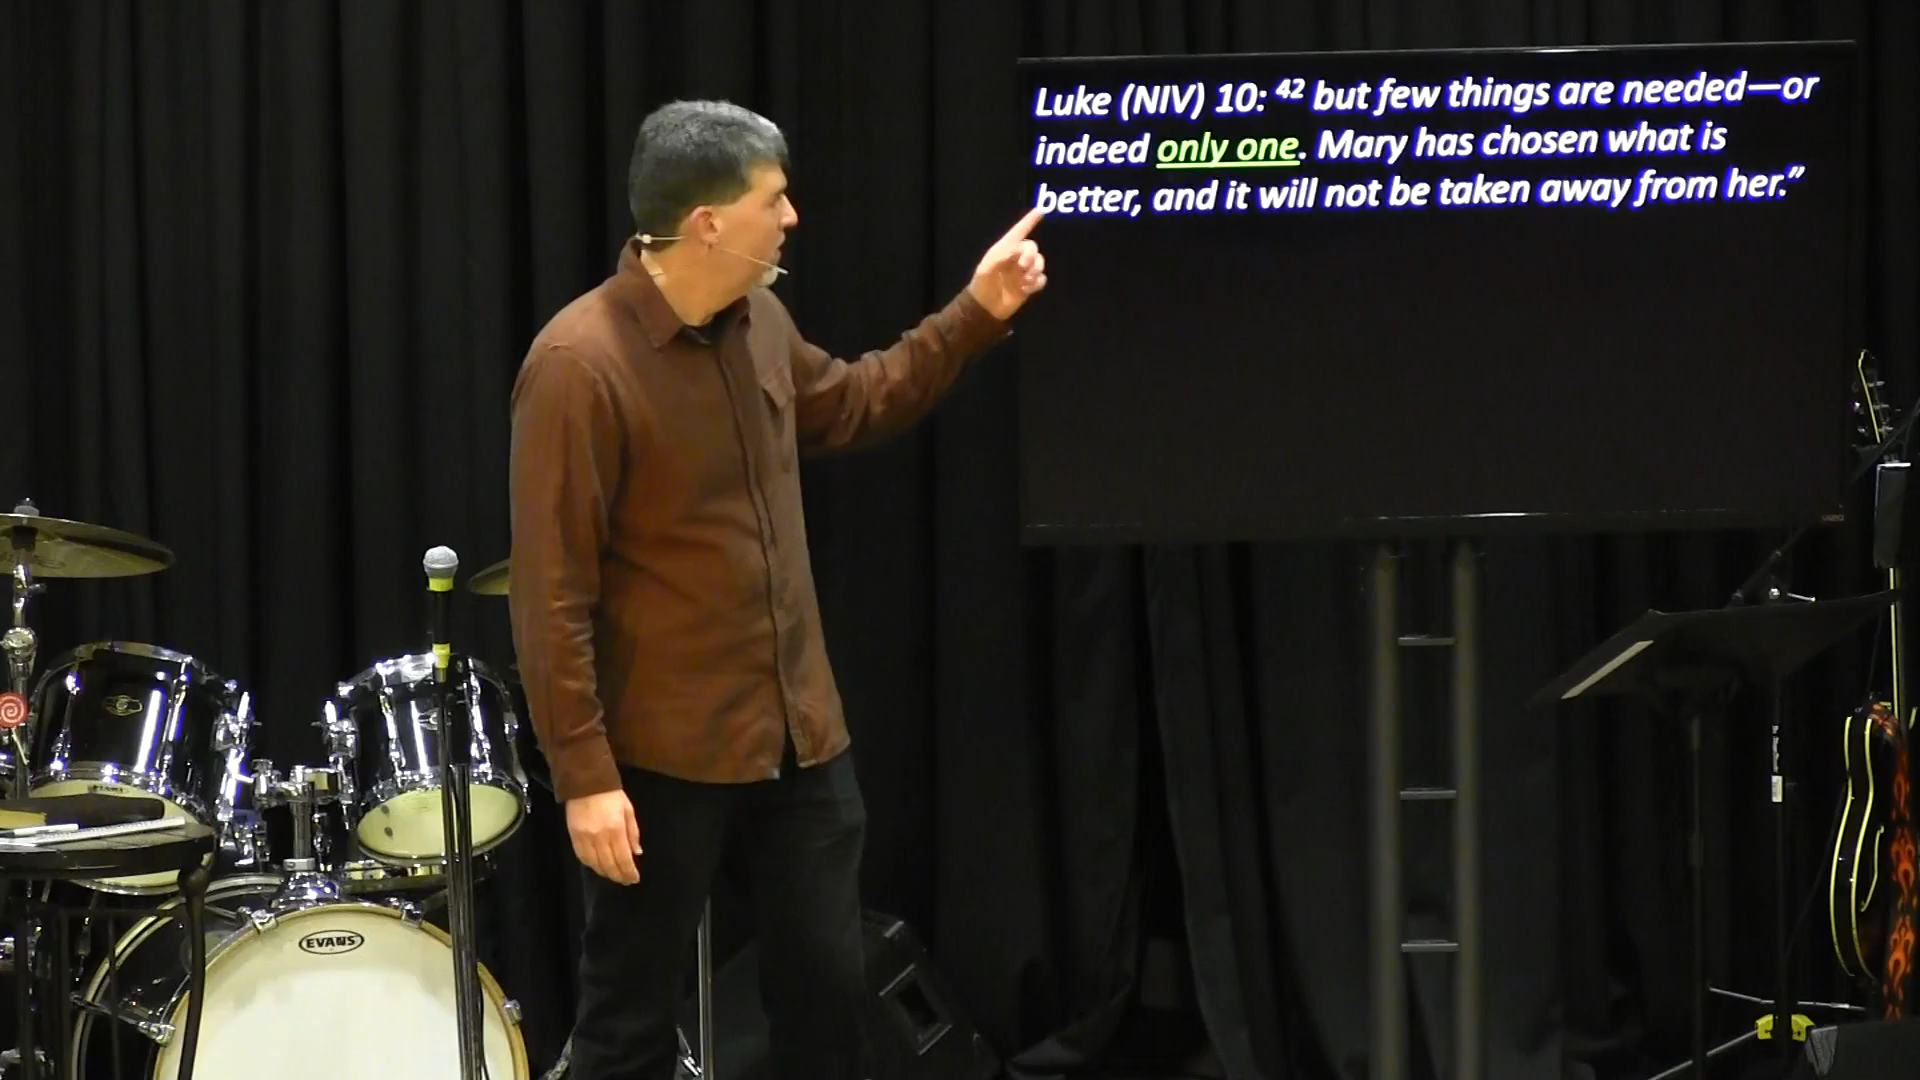 Luke (NIV) 10: ⁴² but few things are needed—or
indeed only one. Mary has chosen what is
better, and it will not be taken away from her.”
EVANS